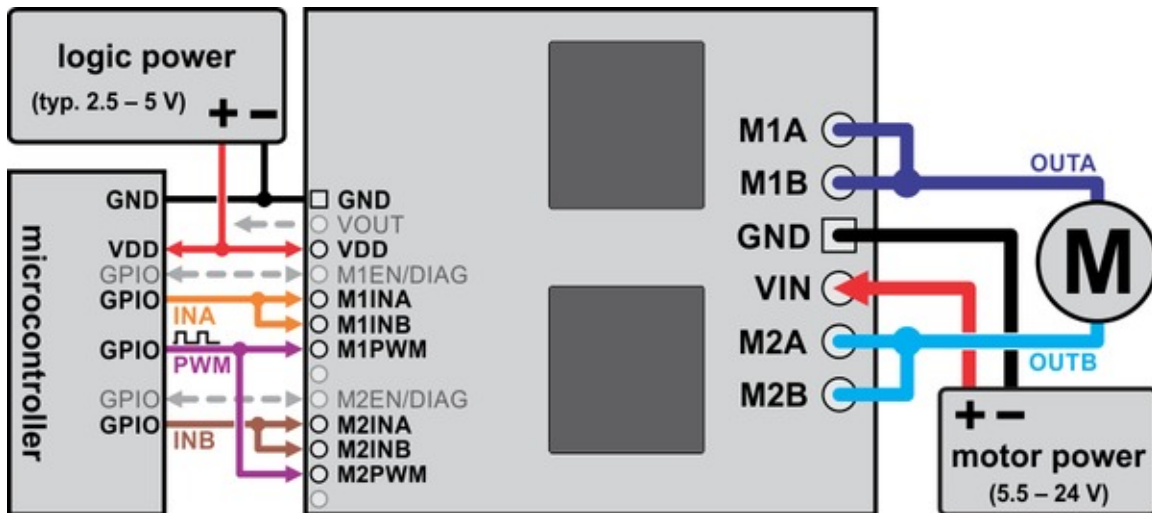 logic power
(typ. 2.5 – 5 V)
+ −
microcontroller
GND
VDD
GPIO
GPIO
INA
GPIO
PWM
GPIO
GPIO
INB
GND
VOUT
VDD
M1EN/DIAG
M1INA
M1INB
M1PWM
M2EN/DIAG
M2INA
M2INB
M2PWM
M1A
M1B
GND
VIN
M2A
M2B
OUTA
M
OUTB
+ −
motor power
(5.5 – 24 V)